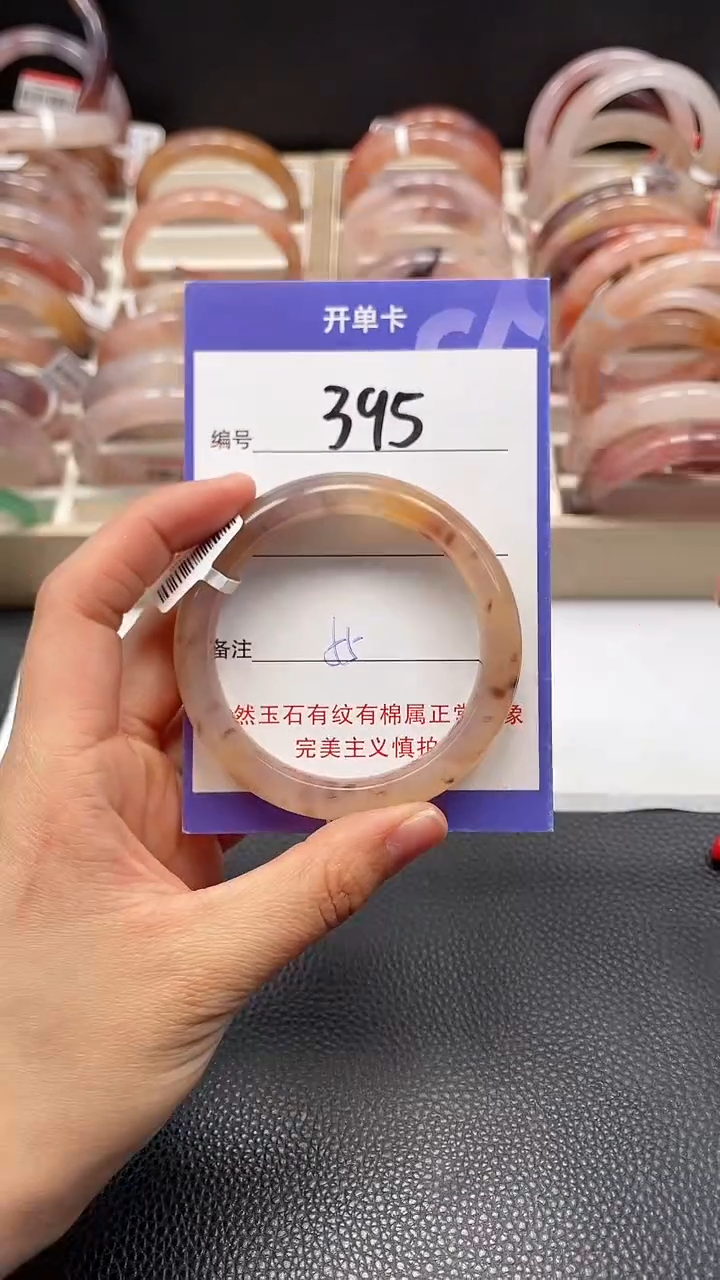 开单卡
编号 395
备注
然玉石有纹有棉属正常 象
完美主义慎拍